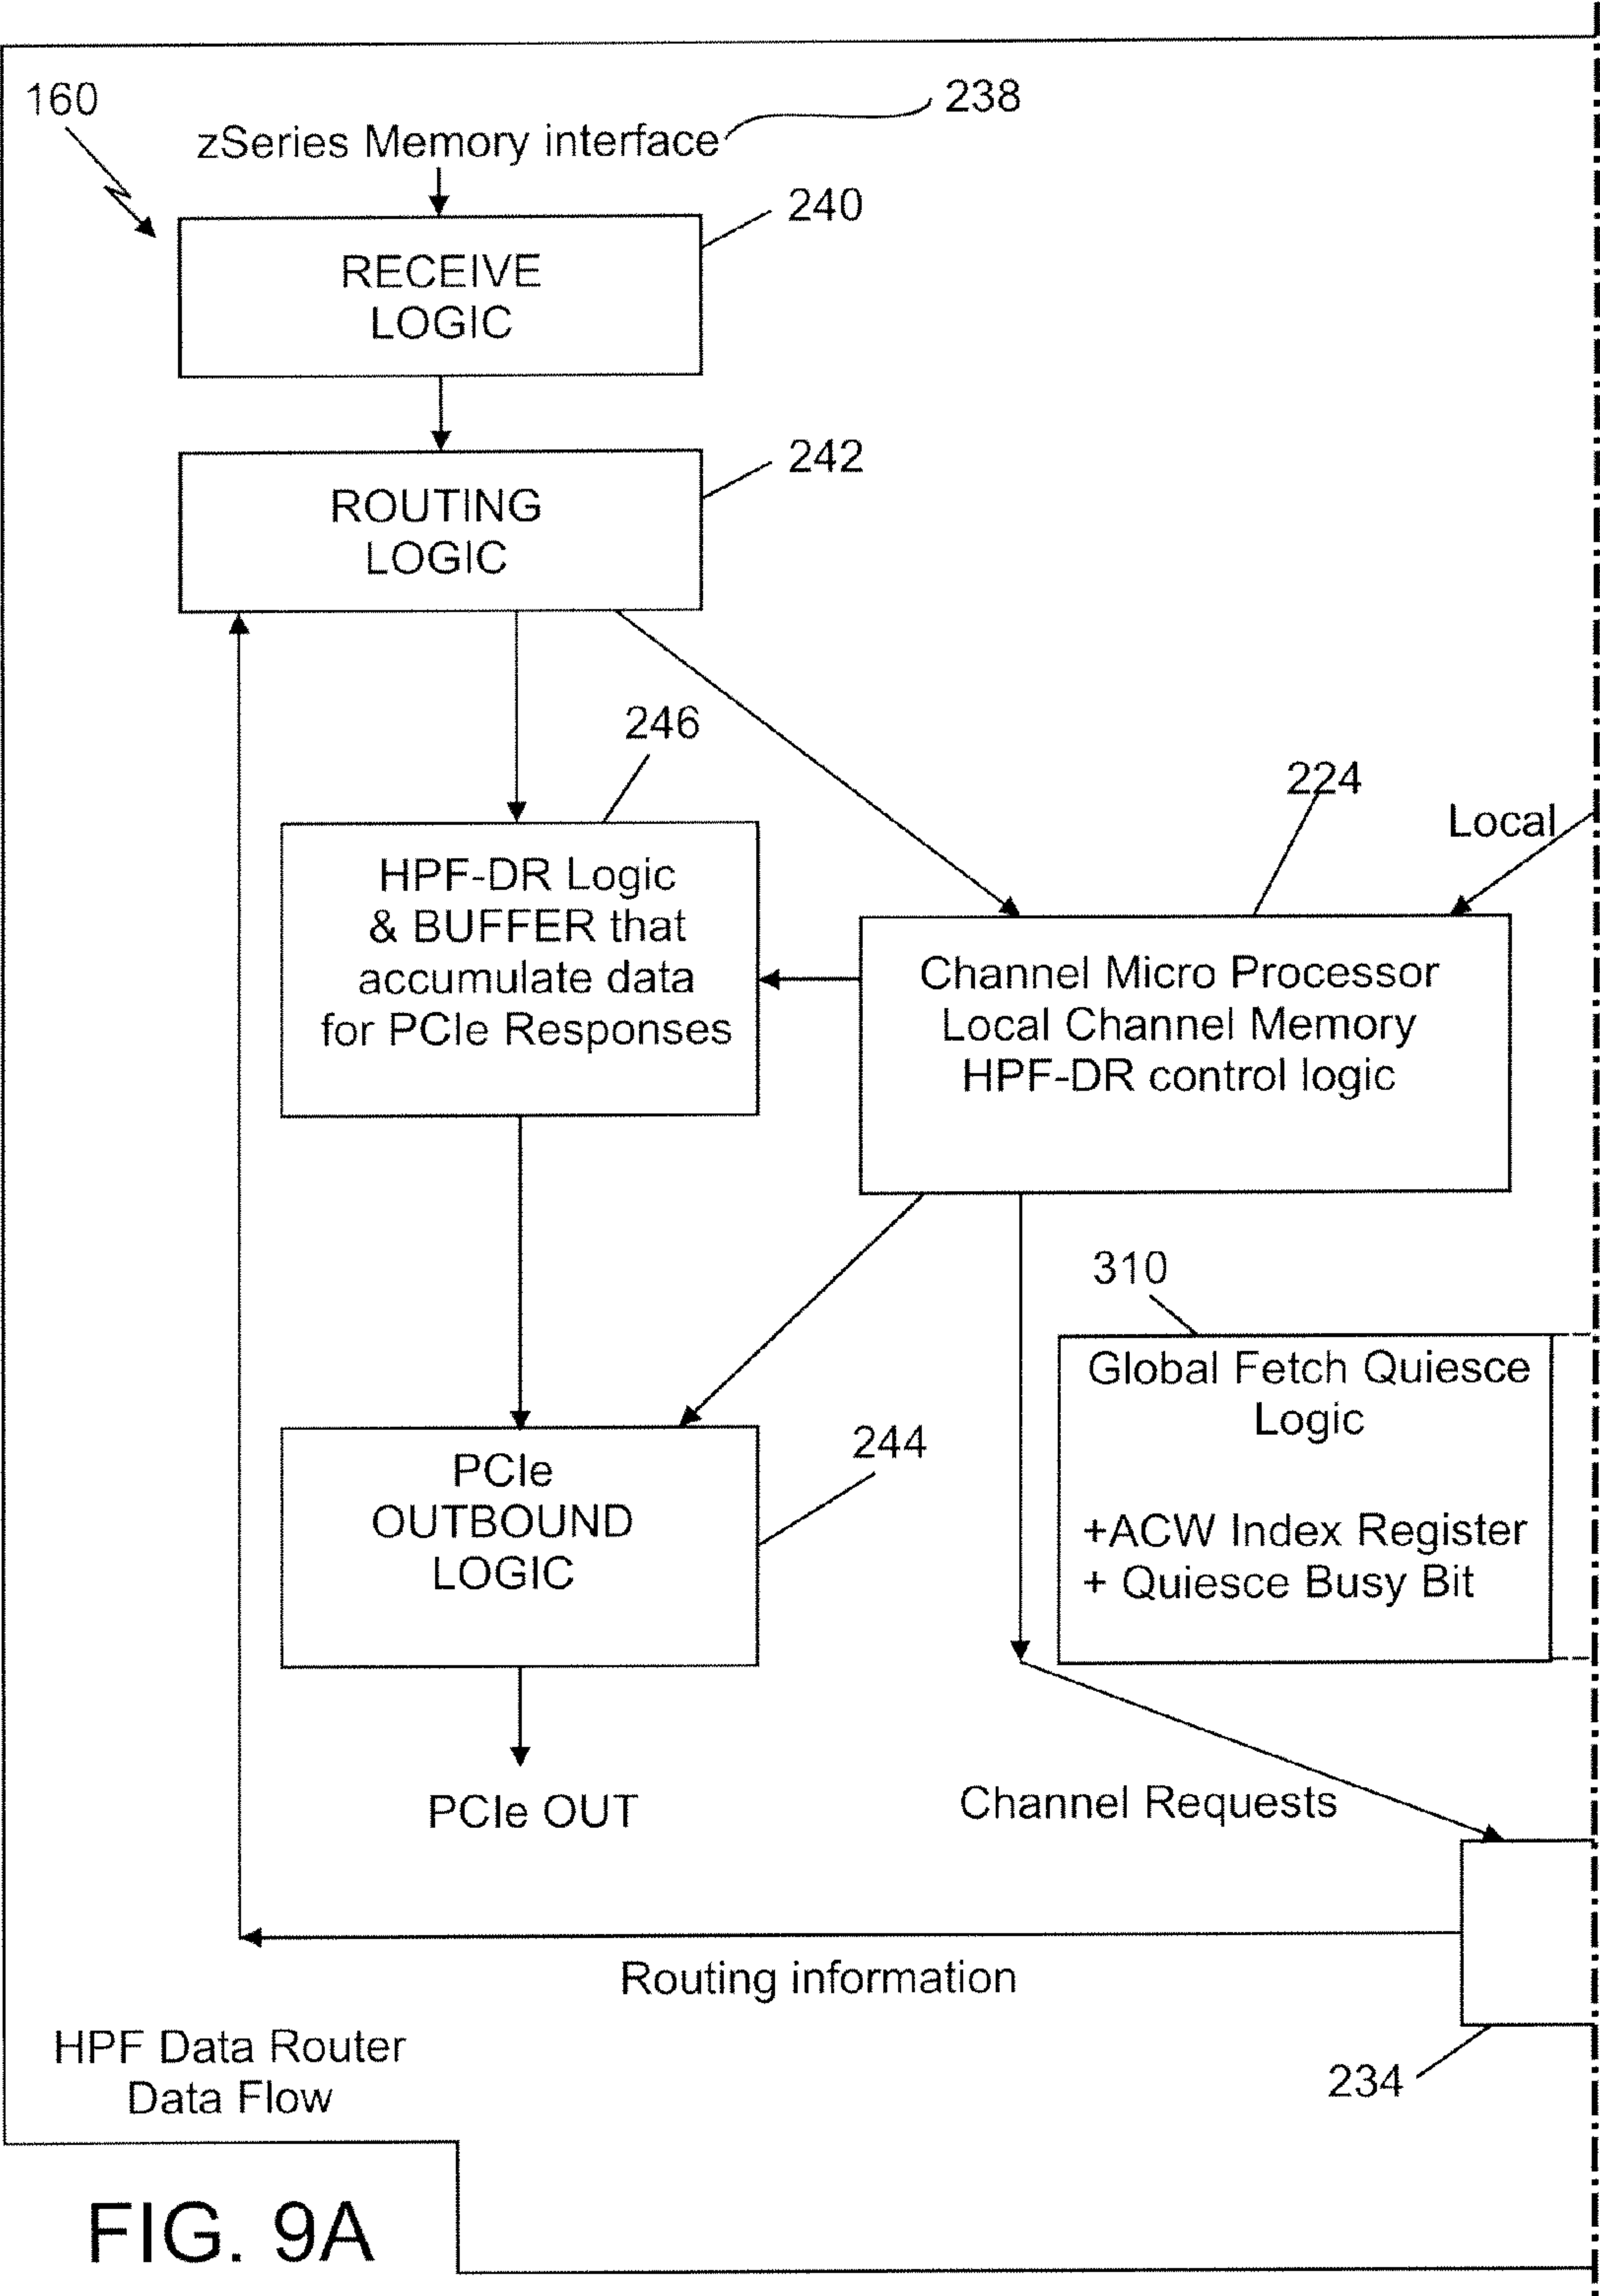 160
238
zSeries Memory interface
240
RECEIVE
LOGIC
242
ROUTING
LOGIC
246
224
Local
HPF-DR Logic
& BUFFER that
accumulate data
for PCIe Responses
Channel Micro Processor
Local Channel Memory
HPF-DR control logic
310
Global Fetch Quiesce
Logic
+ACW Index Register
+ Quiesce Busy Bit
244
PCIe
OUTBOUND
LOGIC
PCIe OUT
Channel Requests
Routing information
234
HPF Data Router
Data Flow
FIG. 9A